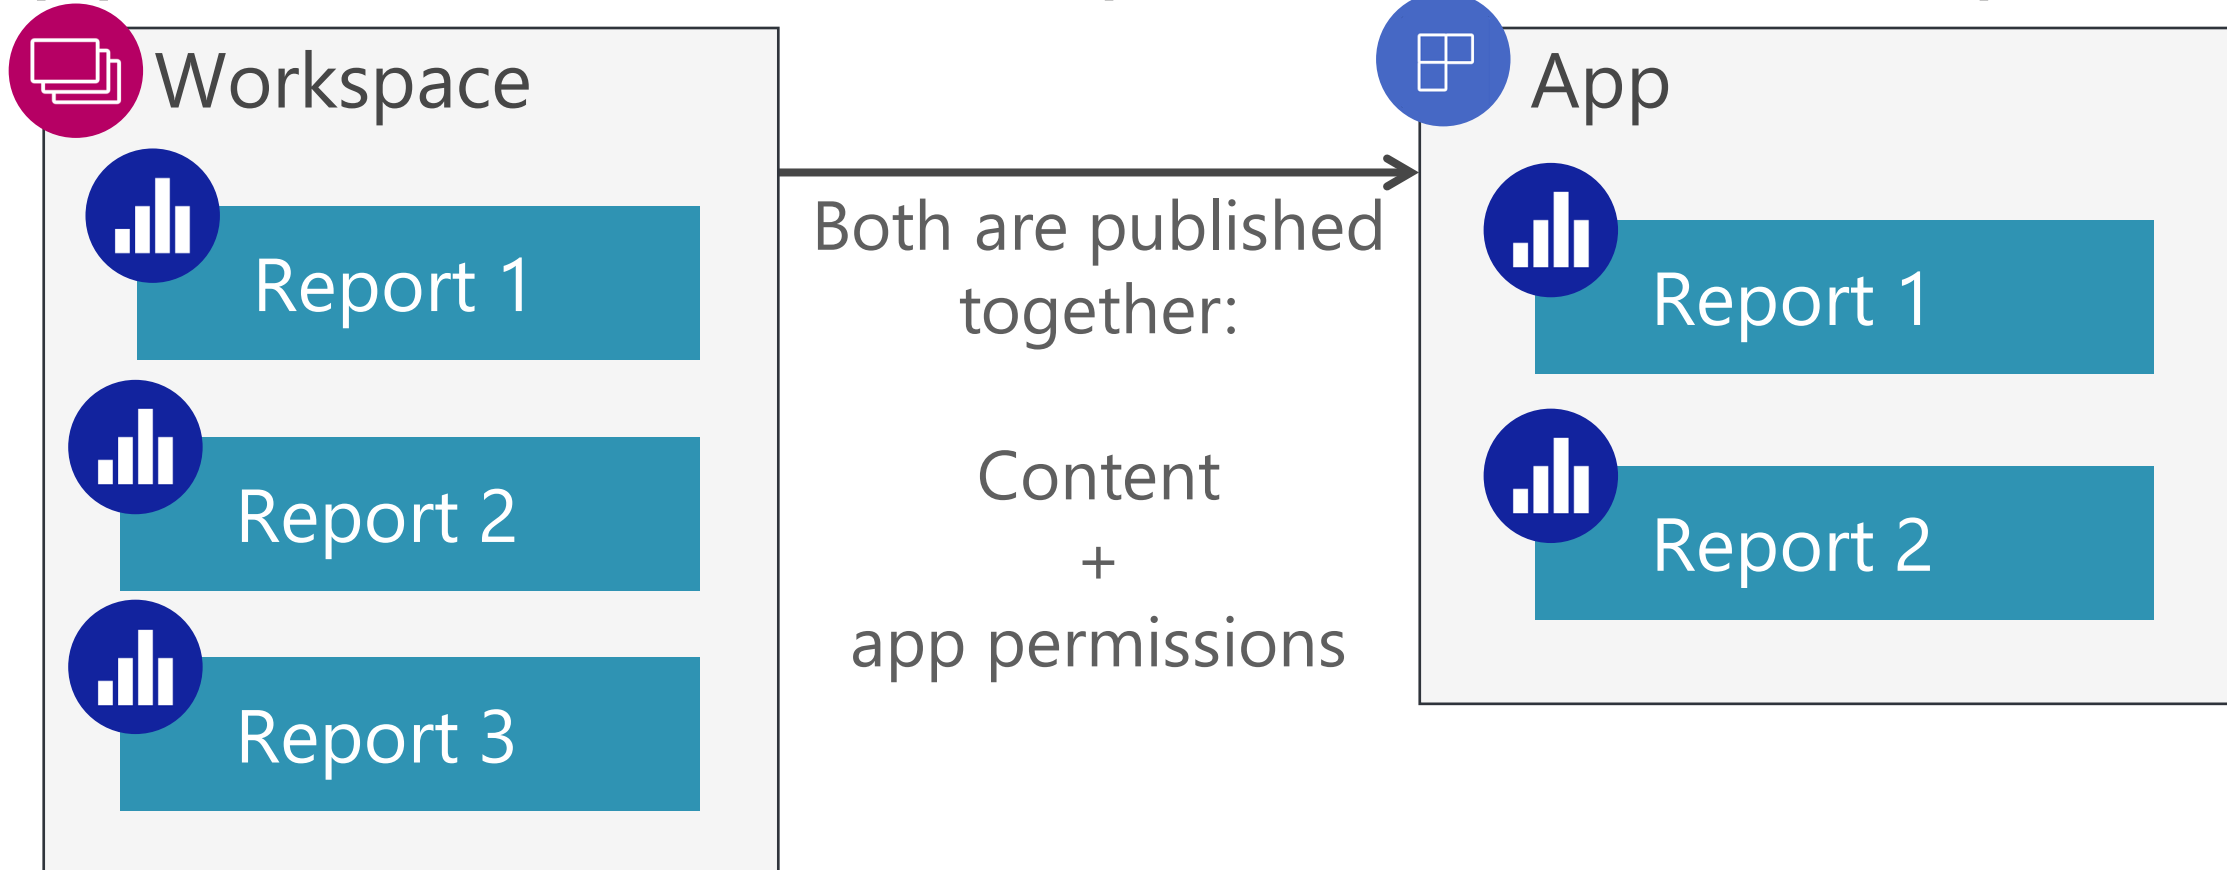 Workspace
Report 1
Report 2
Report 3
Both are published
together:
Content
+
app permissions
App
Report 1
Report 2